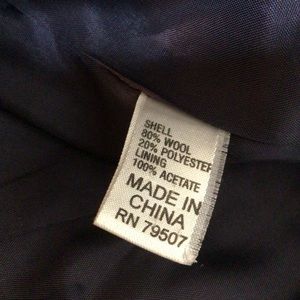 SHELL
80% WOOL
20% POLYESTER
LINING
100% ACETATE
MADE IN
CHINA
RN 79507